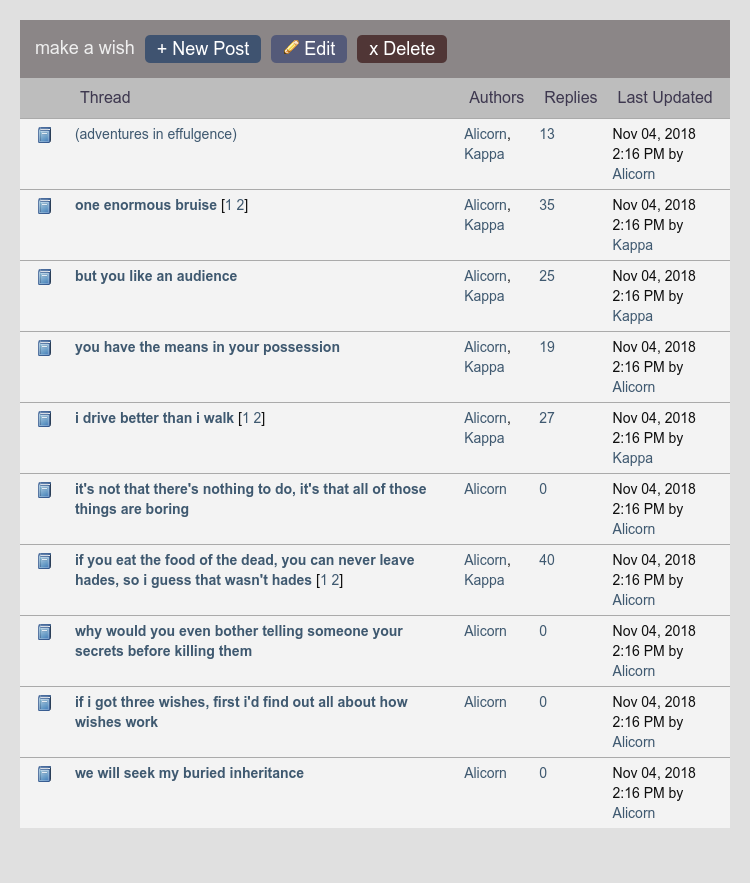 make a wish + New Post Edit x Delete
Thread Authors Replies Last Updated
(adventures in effulgence) Alicorn, 13 Nov 04, 2018
Kappa 2:16 PM by
Alicorn
one enormous bruise [1 2] Alicorn, 35 Nov 04, 2018
Kappa 2:16 PM by
Kappa
but you like an audience Alicorn, 25 Nov 04, 2018
Kappa 2:16 PM by
Kappa
you have the means in your possession Alicorn, 19 Nov 04, 2018
Kappa 2:16 PM by
Alicorn
i drive better than i walk [1 2] Alicorn, 27 Nov 04, 2018
Kappa 2:16 PM by
Kappa
it's not that there's nothing to do, it's that all of those Alicorn 0 Nov 04, 2018
things are boring 2:16 PM by
Alicorn
if you eat the food of the dead, you can never leave Alicorn, 40 Nov 04, 2018
hades, so i guess that wasn't hades [1 2] Kappa 2:16 PM by
Alicorn
why would you even bother telling someone your Alicorn 0 Nov 04, 2018
secrets before killing them 2:16 PM by
Alicorn
if i got three wishes, first i'd find out all about how Alicorn 0 Nov 04, 2018
wishes work 2:16 PM by
Alicorn
we will seek my buried inheritance Alicorn 0 Nov 04, 2018
2:16 PM by
Alicorn